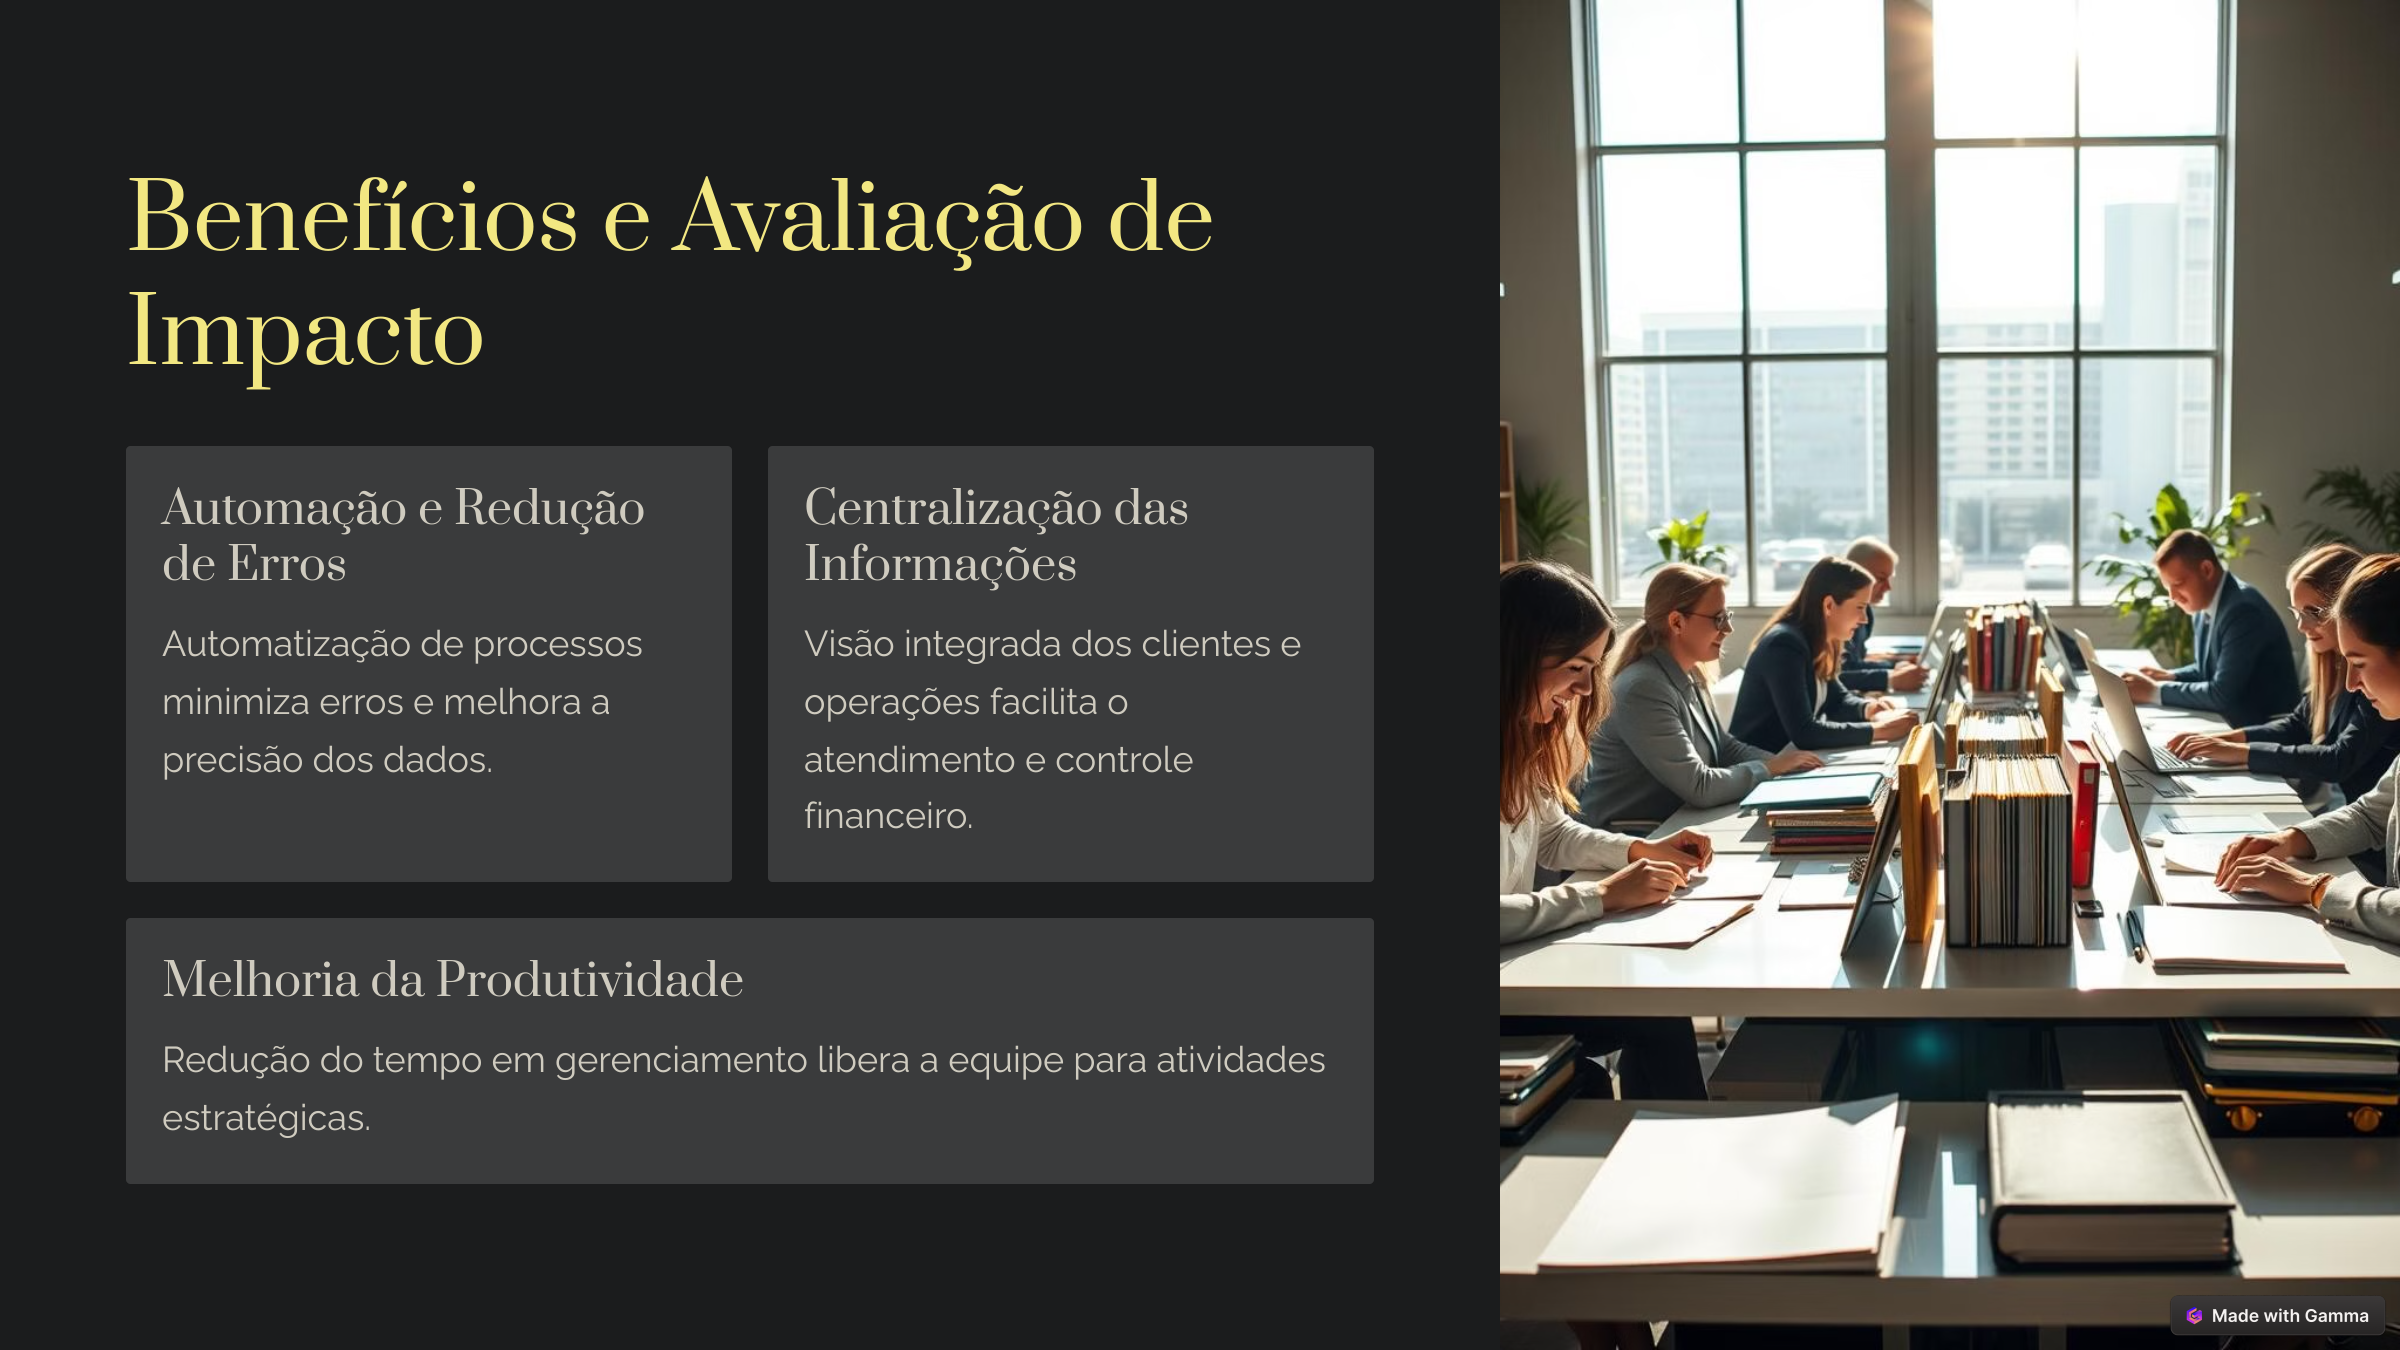 Benefícios e Avaliação de
Impacto
Automação e Redução
de Erros
Automatização de processos
minimiza erros e melhora a
precisão dos dados.
Centralização das
Informações
Visão integrada dos clientes e
operações facilita o
atendimento e controle
financeiro.
Melhoria da Produtividade
Redução do tempo em gerenciamento libera a equipe para atividades
estratégicas.
Made with Gamma